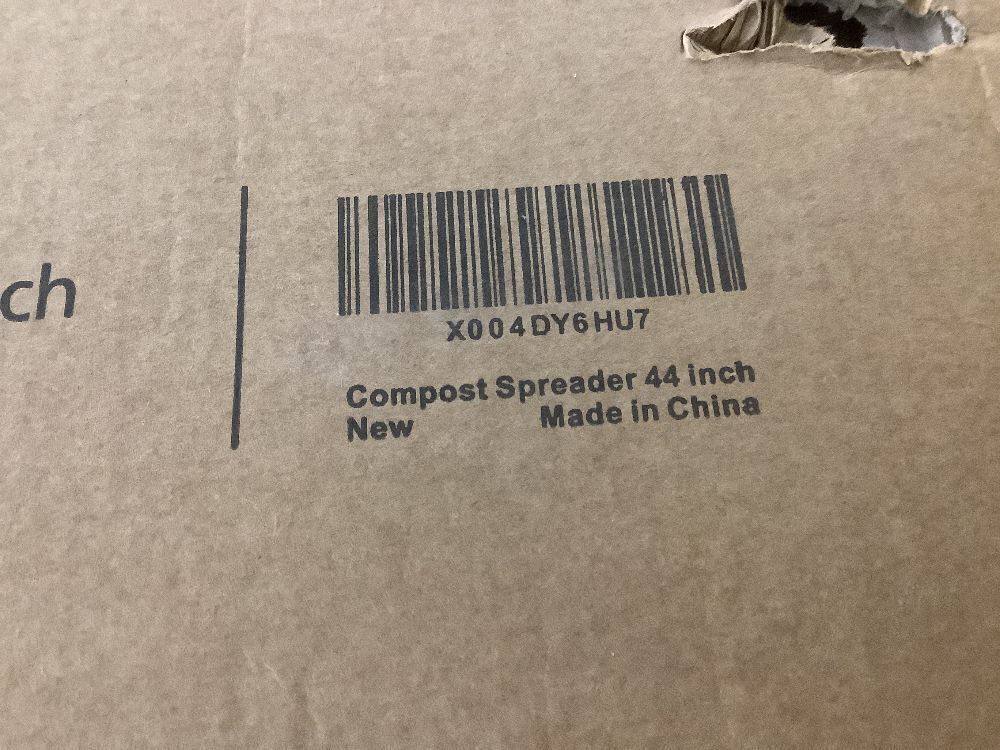 ch
X004DY6HU7
Compost Spreader 44 inch
New Made in China